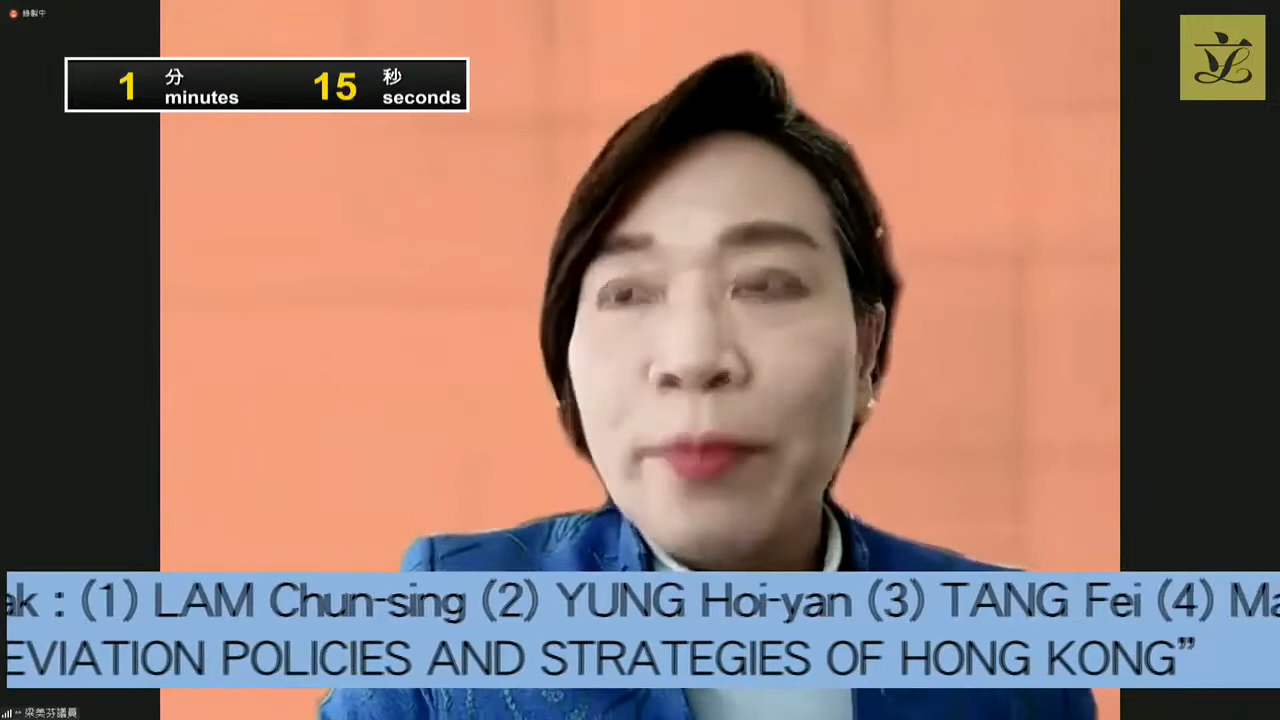 錄製中
1 分 minutes 15 秒 seconds
ak : (1) LAM Chun-sing (2) YUNG Hoi-yan (3) TANG Fei (4) Ma
EVIATION POLICIES AND STRATEGIES OF HONG KONG”
梁美芬議員